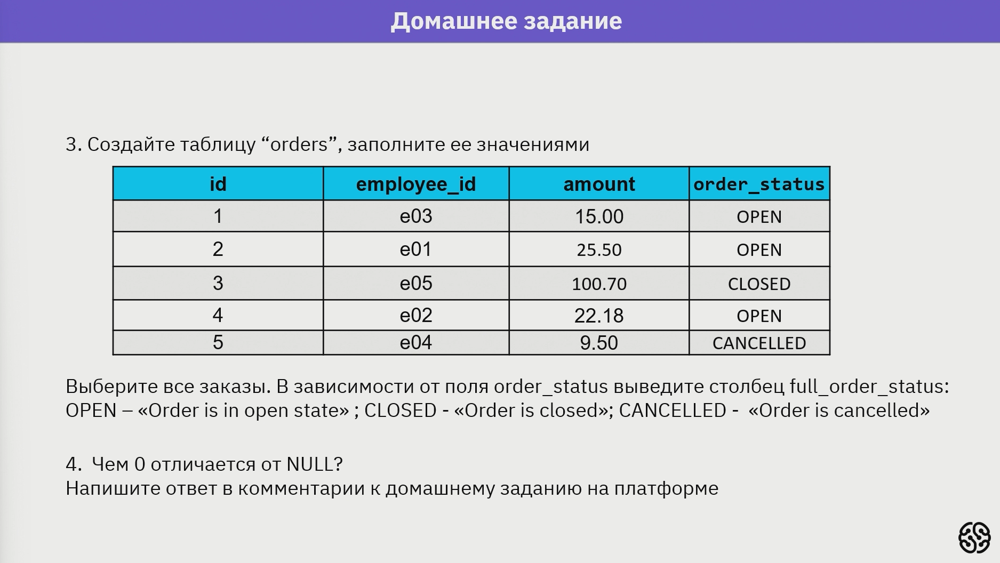 Домашнее задание
3. Создайте таблицу “orders”, заполните ее значениями
id employee_id amount order_status
1 e03 15.00 OPEN
2 e01 25.50 OPEN
3 e05 100.70 CLOSED
4 e02 22.18 OPEN
5 e04 9.50 CANCELLED
Выберите все заказы. В зависимости от поля order_status выведите столбец full_order_status:
OPEN – «Order is in open state» ; CLOSED - «Order is closed»; CANCELLED - «Order is cancelled»
4. Чем 0 отличается от NULL?
Напишите ответ в комментарии к домашнему заданию на платформе